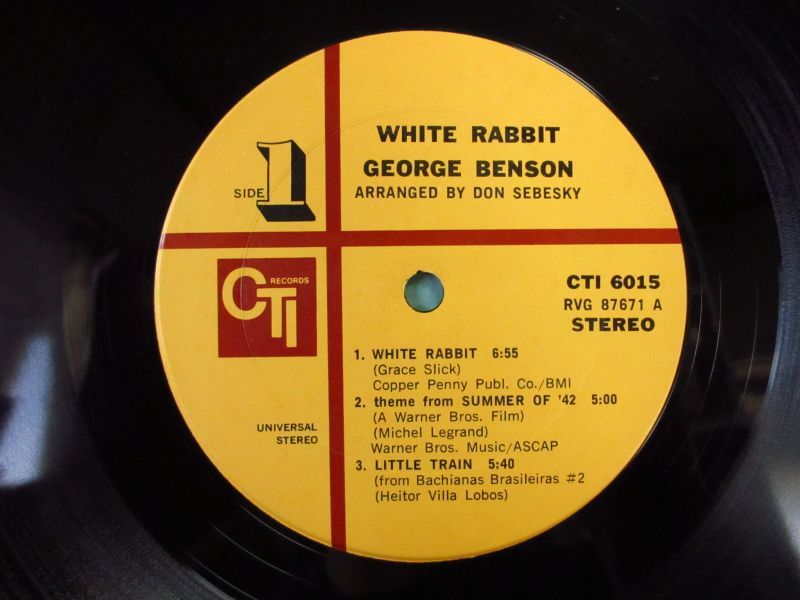 WHITE RABBIT
GEORGE BENSON
ARRANGED BY DON SEBESKY
SIDE 1
CTI RECORDS
UNIVERSAL
STEREO
CTI 6015
RVG 87671 A
STEREO
1. WHITE RABBIT 6:55
(Grace Slick)
Copper Penny Publ. Co./BMI
2. theme from SUMMER OF '42 5:00
(A Warner Bros. Film)
(Michel Legrand)
Warner Bros. Music/ASCAP
3. LITTLE TRAIN 5:40
(from Bachianas Brasileiras #2
(Heitor Villa Lobos)